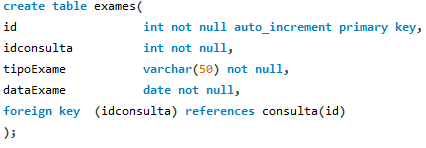 create table exames(
id int not null auto_increment primary key,
idconsulta int not null,
tipoExame varchar(50) not null,
dataExame date not null,
foreign key (idconsulta) references consulta(id)
);